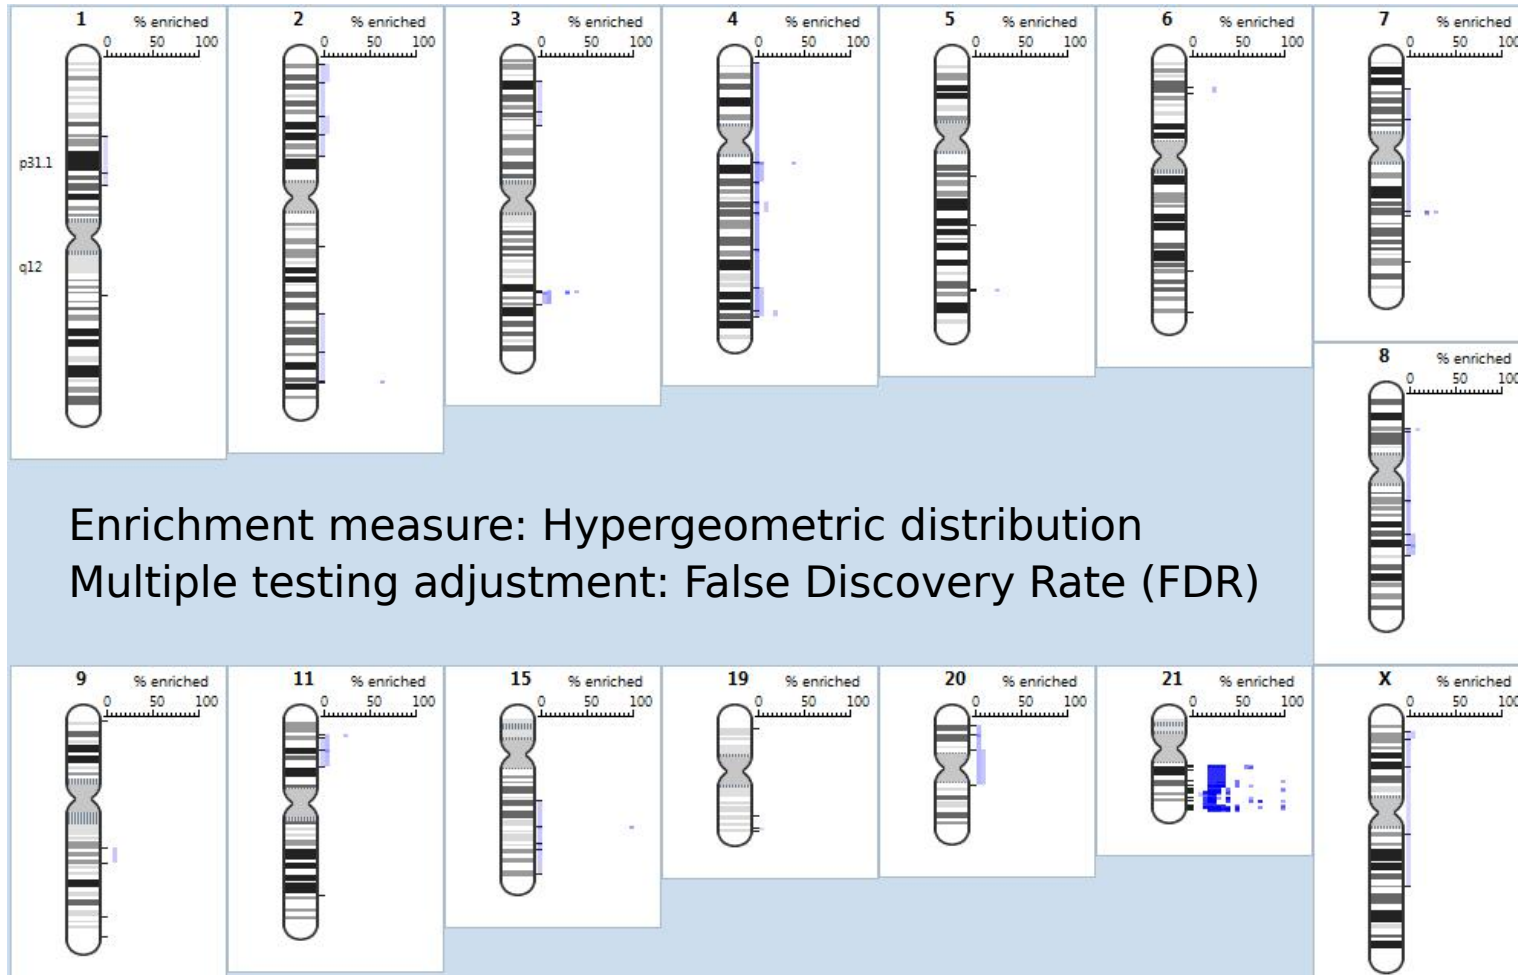 1 % enriched
0 50 100
p31.1
q12
2 % enriched
0 50 100
3 % enriched
0 50 100
4 % enriched
0 50 100
5 % enriched
0 50 100
6 % enriched
0 50 100
7 % enriched
0 50 100
8 % enriched
0 50 100
Enrichment measure: Hypergeometric distribution
Multiple testing adjustment: False Discovery Rate (FDR)
9 % enriched
0 50 100
11 % enriched
0 50 100
15 % enriched
0 50 100
19 % enriched
0 50 100
20 % enriched
0 50 100
21 % enriched
0 50 100
X % enriched
0 50 100